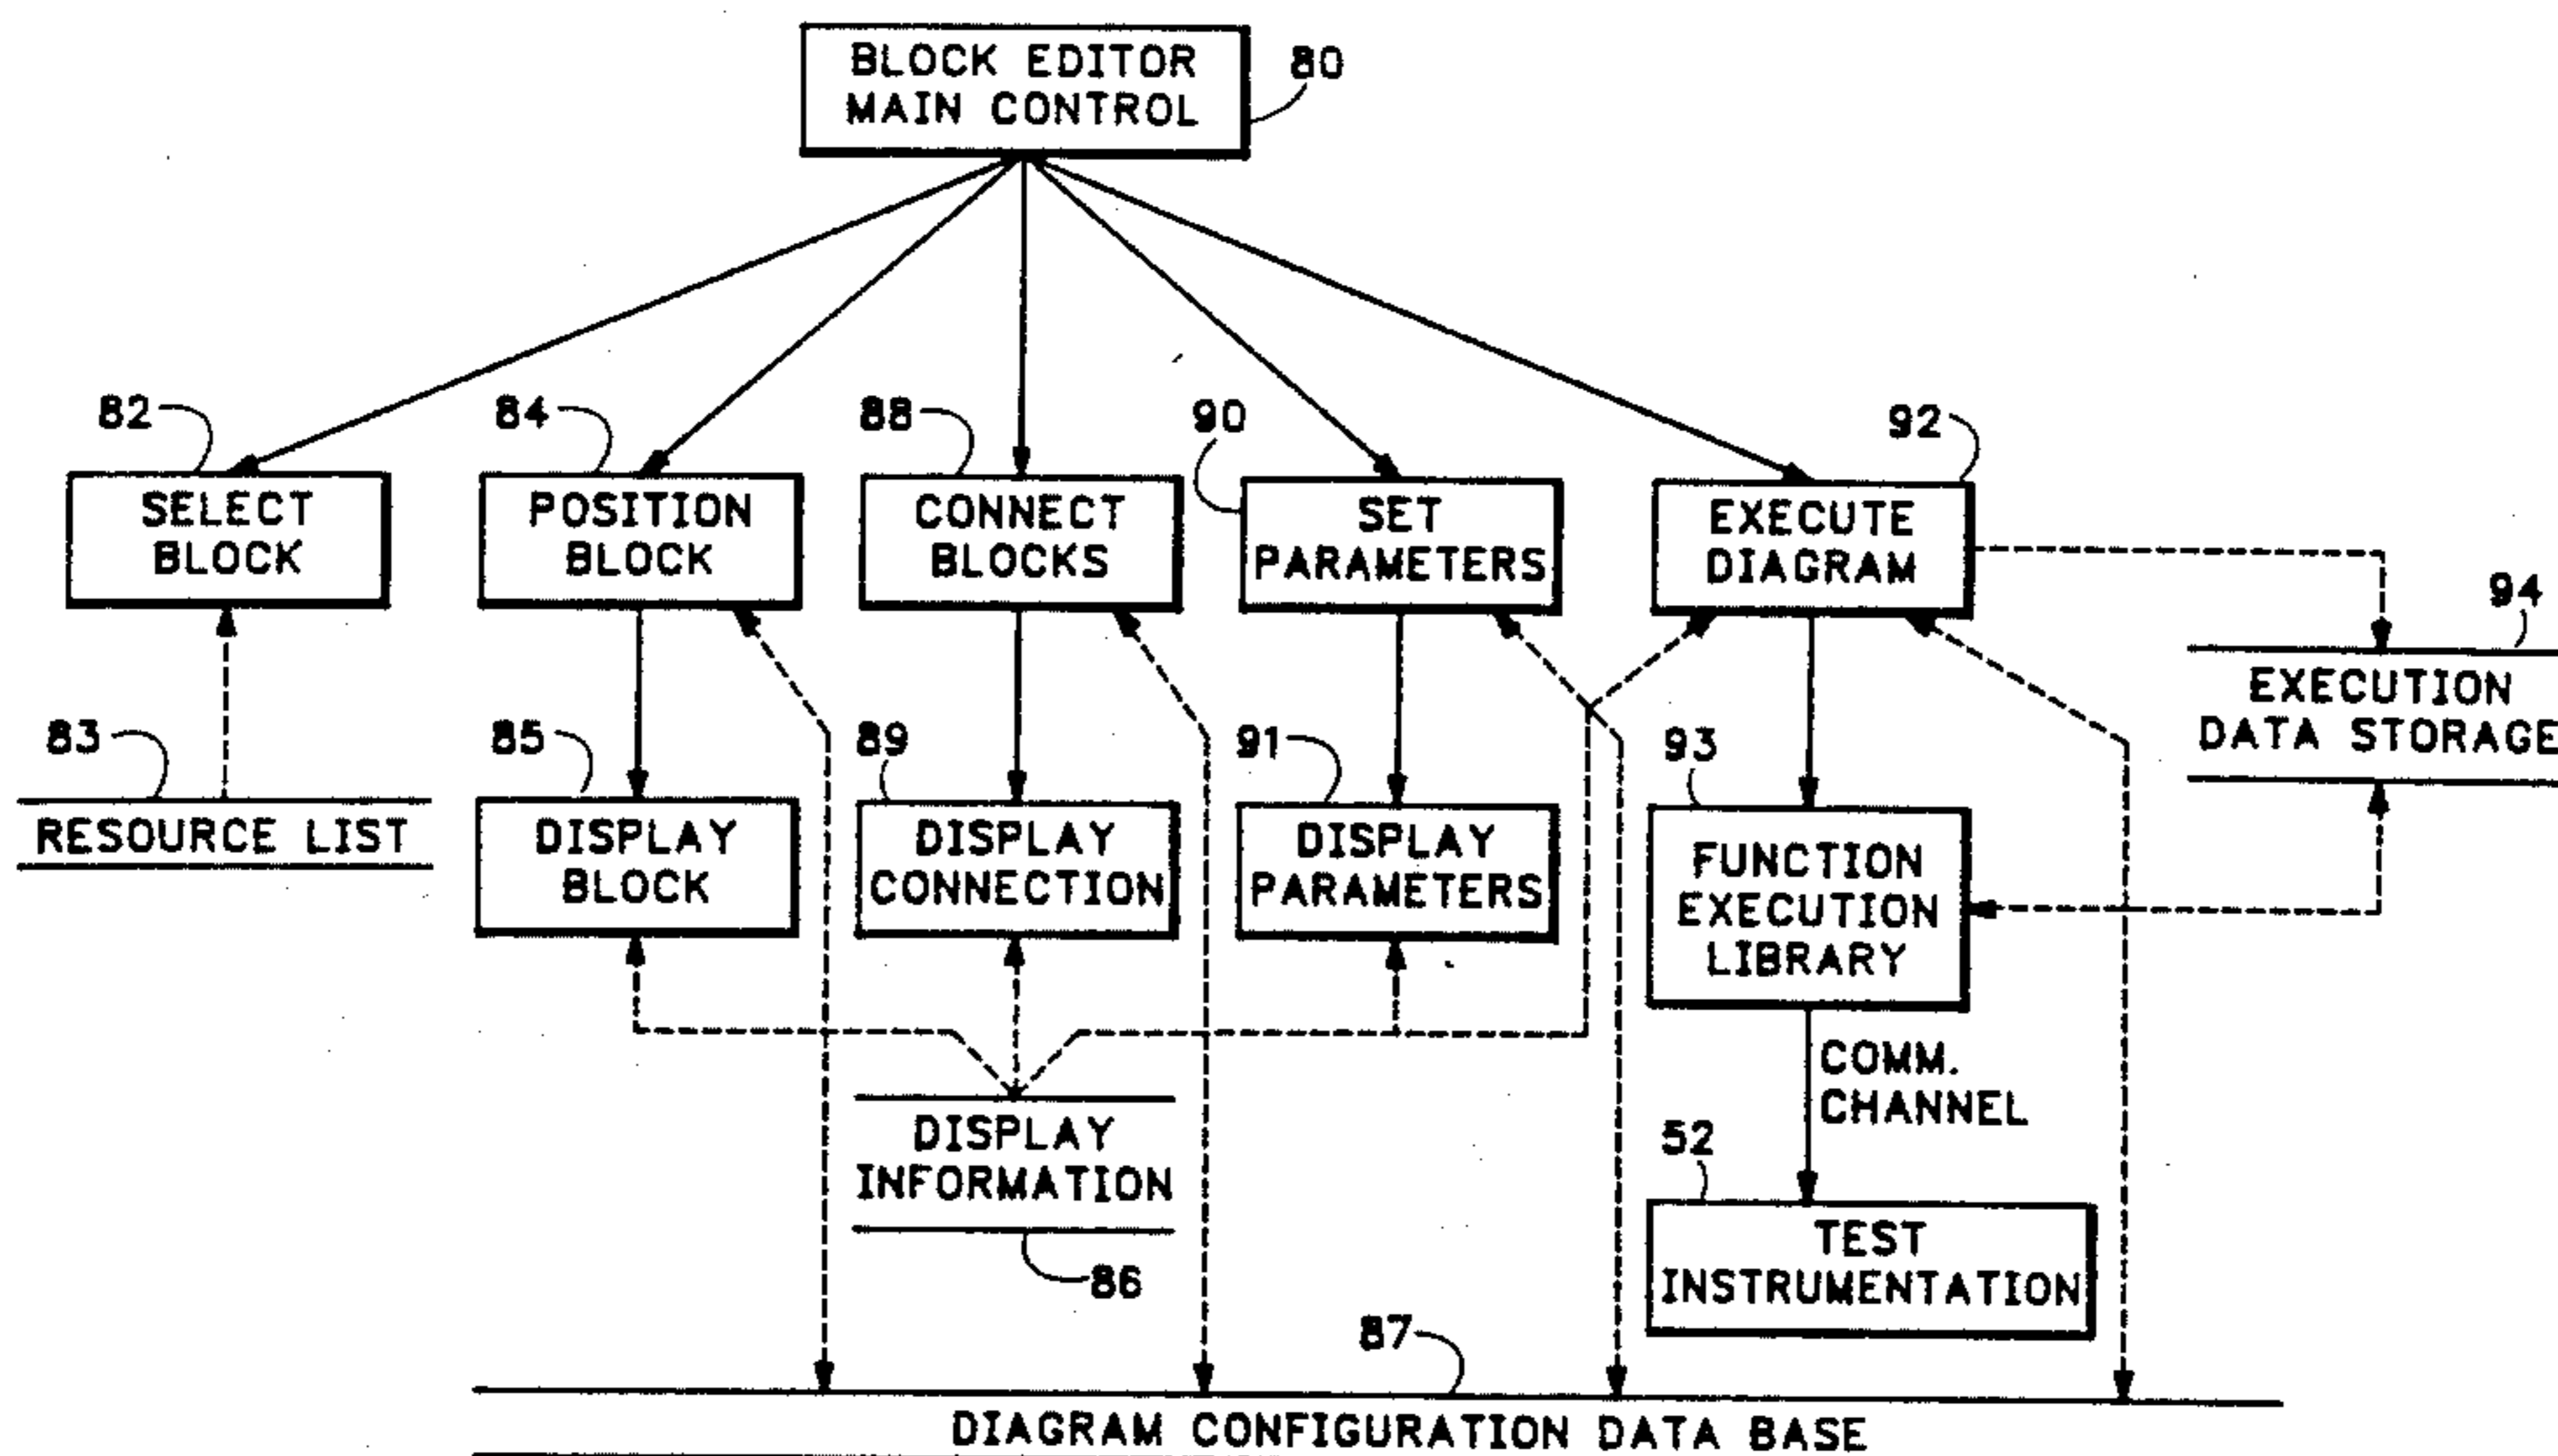 BLOCK EDITOR
MAIN CONTROL
80
82
84
88
90
92
SELECT
BLOCK
POSITION
BLOCK
CONNECT
BLOCKS
SET
PARAMETERS
EXECUTE
DIAGRAM
94
EXECUTION
DATA STORAGE
83
RESOURCE LIST
85
DISPLAY
BLOCK
89
DISPLAY
CONNECTION
91
DISPLAY
PARAMETERS
93
FUNCTION
EXECUTION
LIBRARY
COMM.
CHANNEL
DISPLAY
INFORMATION
86
52
TEST
INSTRUMENTATION
87
DIAGRAM CONFIGURATION DATA BASE